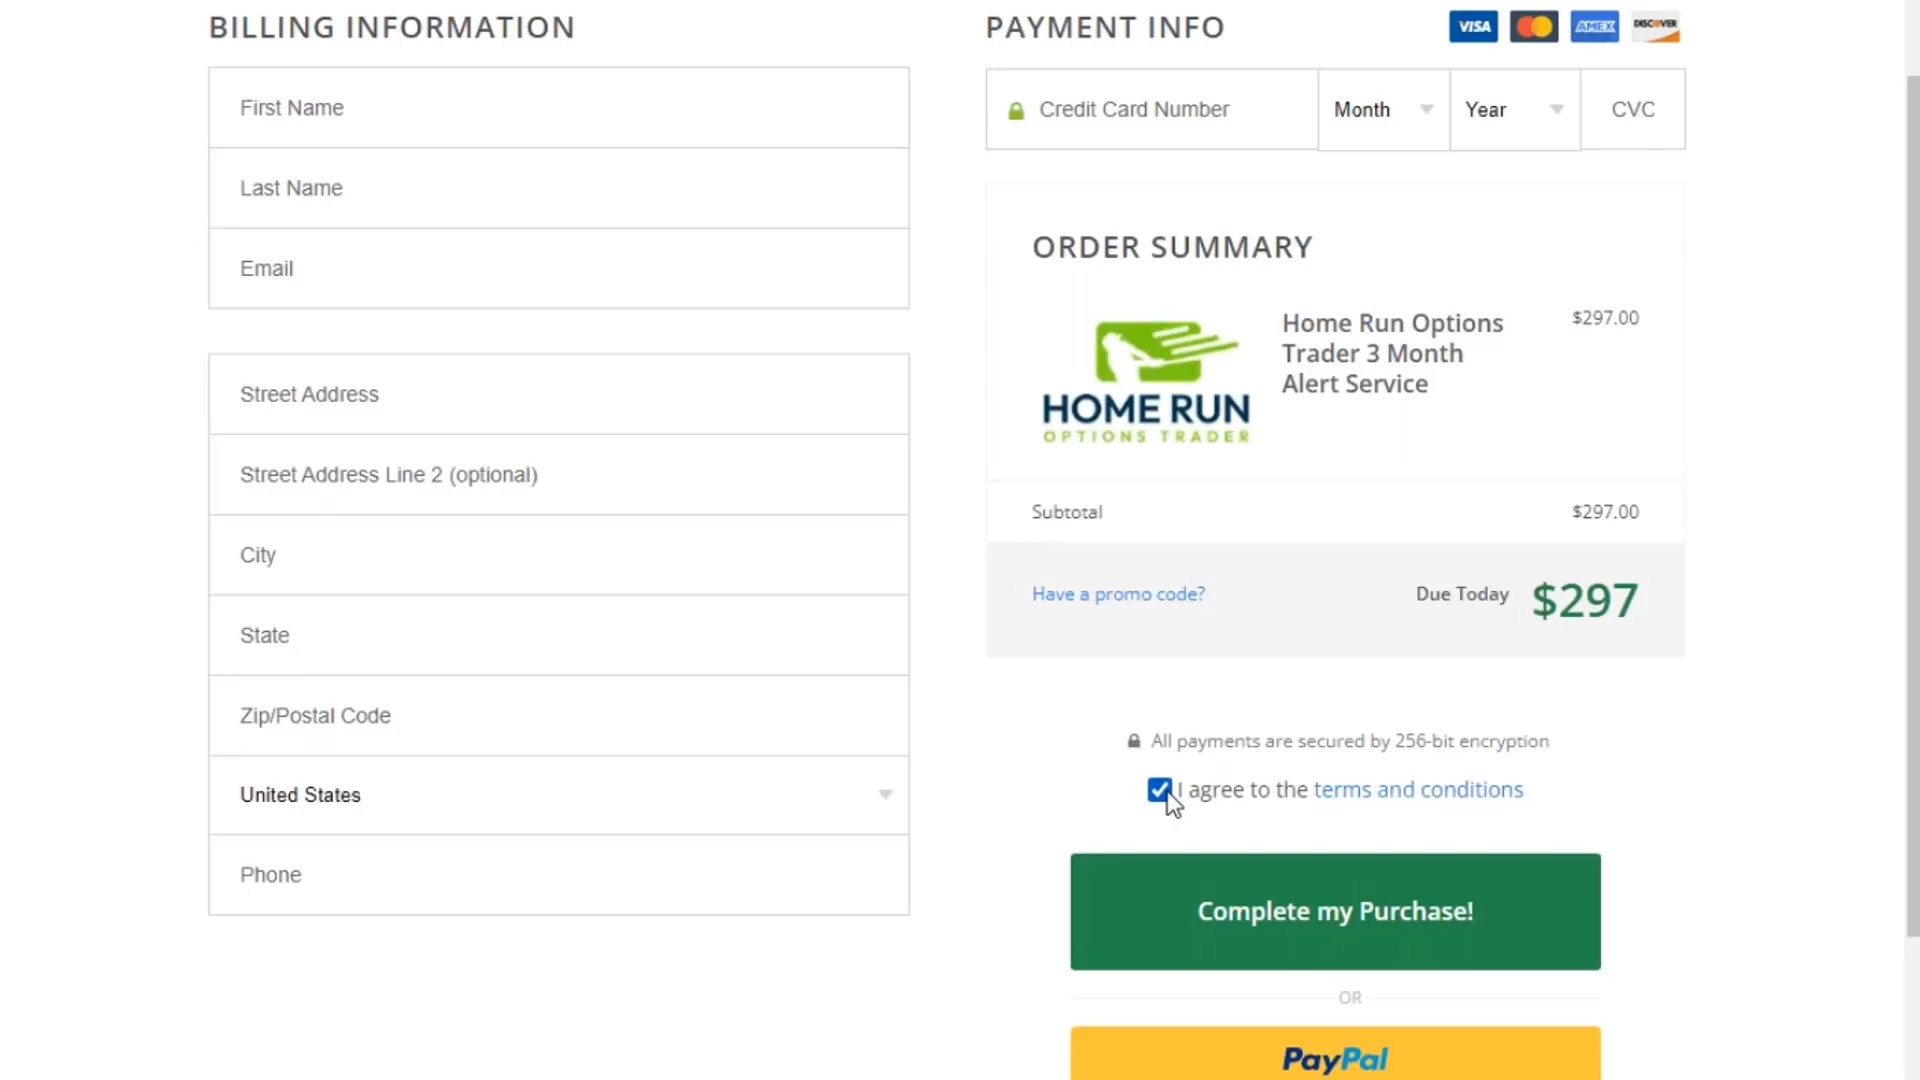 BILLING INFORMATION
First Name
Last Name
Email
Street Address
Street Address Line 2 (optional)
City
State
Zip/Postal Code
United States
Phone
PAYMENT INFO
VISA
AMEX
DISCOVER
Credit Card Number
Month
Year
CVC
ORDER SUMMARY
HOME RUN
OPTIONS TRADER
Home Run Options
Trader 3 Month
Alert Service
$297.00
Subtotal
$297.00
Have a promo code?
Due Today
$297
All payments are secured by 256-bit encryption
I agree to the terms and conditions
Complete my Purchase!
OR
PayPal